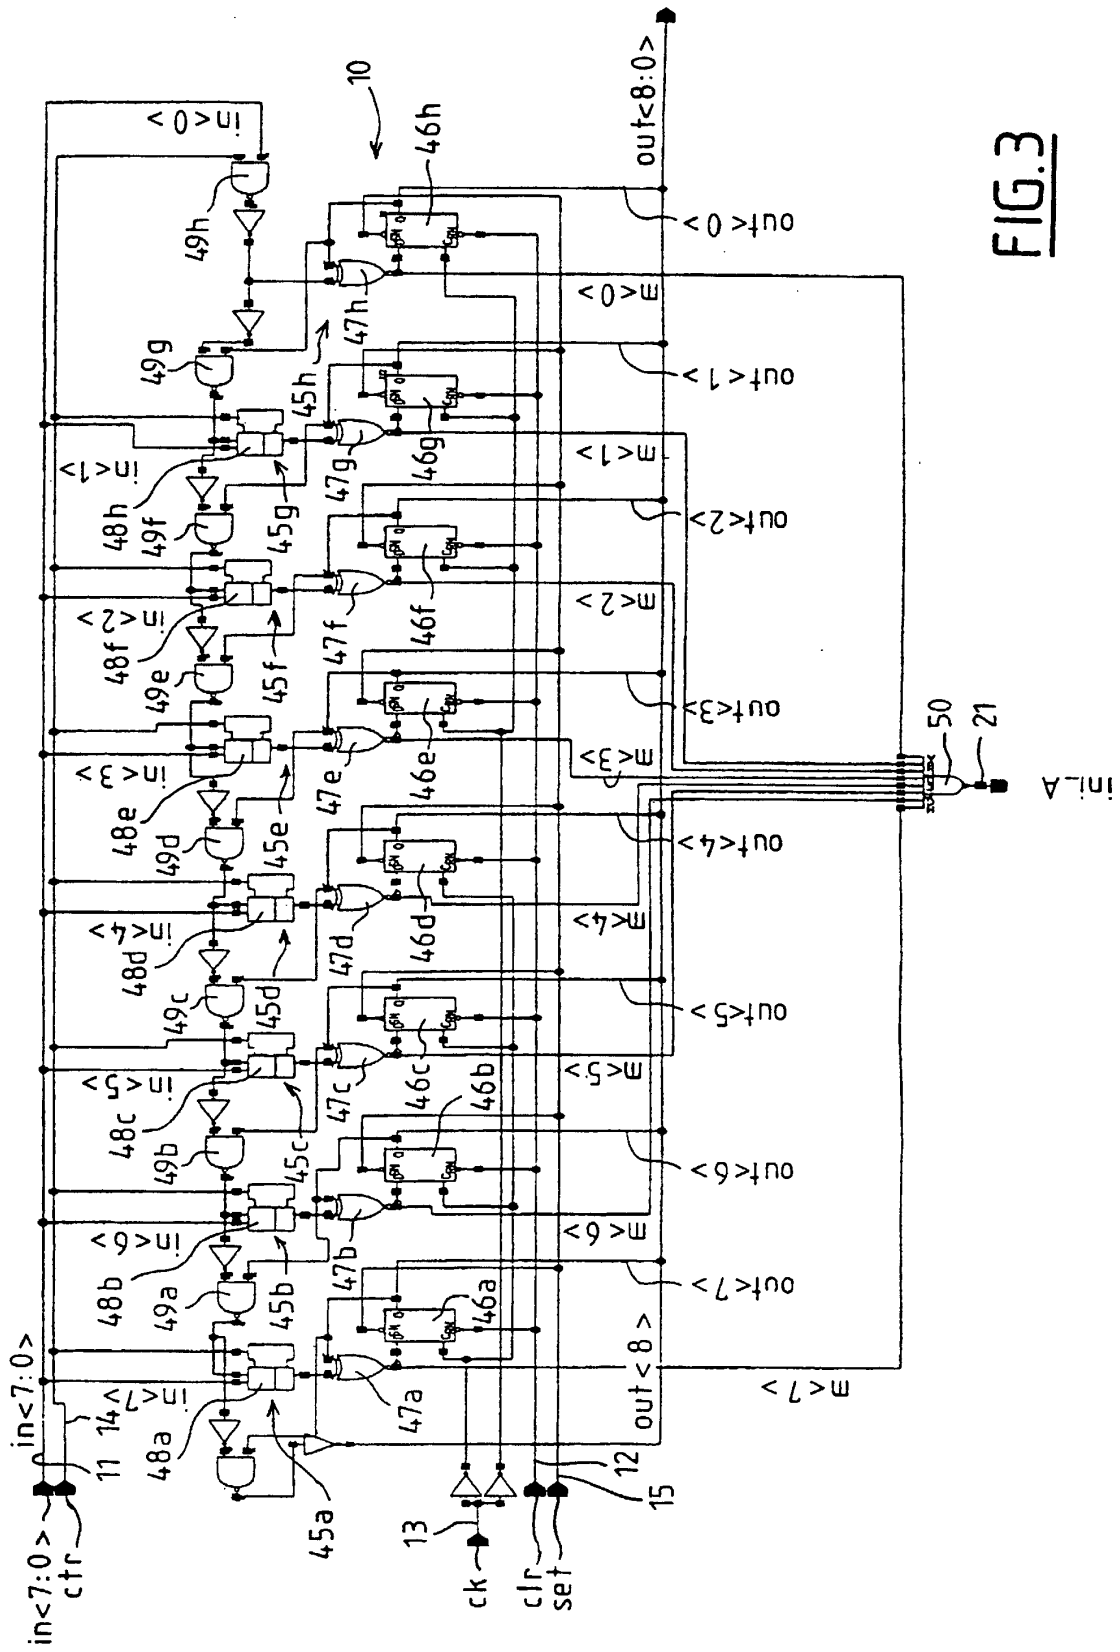 FIG.3
10
in<7:0>
ctr
in<7:0>
11
14
in<7>
in<6>
in<5>
in<4>
in<3>
in<2>
in<1>
in<0>
49a
49b
49c
49d
49e
49f
49g
49h
48a
48b
48c
48d
48e
48f
48h
45a
45b
45c
45d
45e
45f
45g
45h
47a
47b
47c
47d
47e
47f
47g
47h
46a
46b
46c
46d
46e
46f
46g
46h
ck
13
clr
set
12
15
out<8>
out<7>
out<6>
out<5>
out<4>
out<3>
out<2>
out<1>
out<0>
out<8:0>
m<7>
m<6>
m<5>
m<4>
m<3>
m<2>
m<1>
m<0>
50
21
ini_A